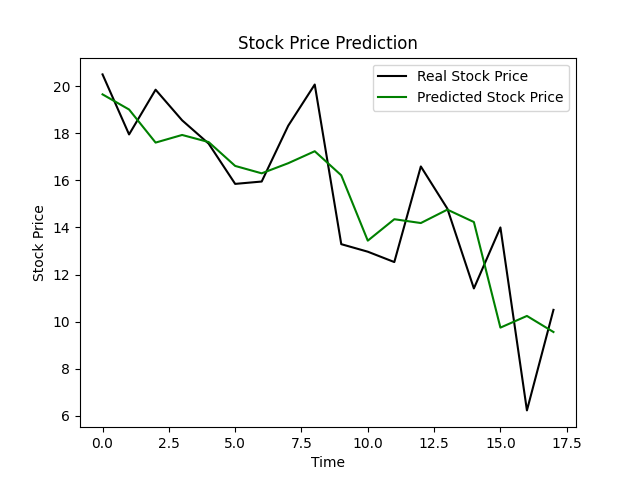 Stock Price Prediction
Real Stock Price
Predicted Stock Price
Stock Price
20
18
16
14
12
10
8
6
0.0 2.5 5.0 7.5 10.0 12.5 15.0 17.5
Time